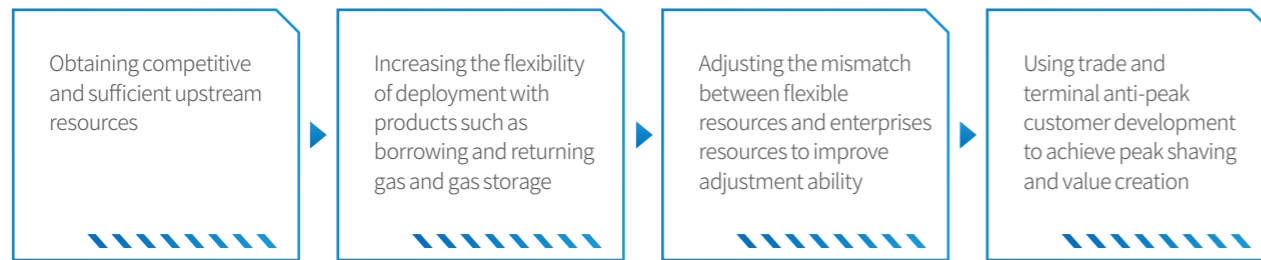 Obtaining competitive
and sufficient upstream
resources
Increasing the flexibility
of deployment with
products such as
borrowing and returning
gas and gas storage
Adjusting the mismatch
between flexible
resources and enterprises
resources to improve
adjustment ability
Using trade and
terminal anti-peak
customer development
to achieve peak shaving
and value creation